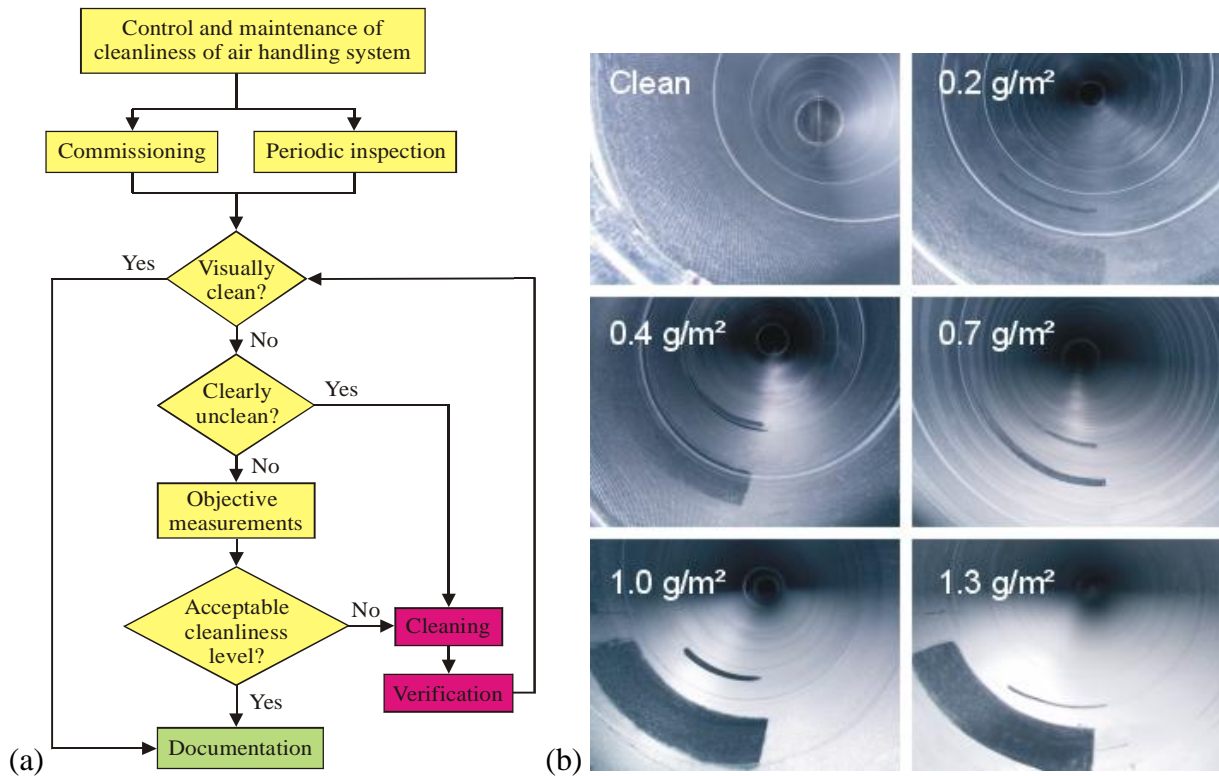 Control and maintenance of
cleanliness of air handling system
Commissioning
Periodic inspection
Yes
Visually
clean?
No
Clearly
unclean?
Yes
No
Objective
measurements
Acceptable
cleanliness
level?
No
Cleaning
Verification
Yes
Documentation
(a)
Clean
0.2 g/m²
0.4 g/m²
0.7 g/m²
1.0 g/m²
1.3 g/m²
(b)